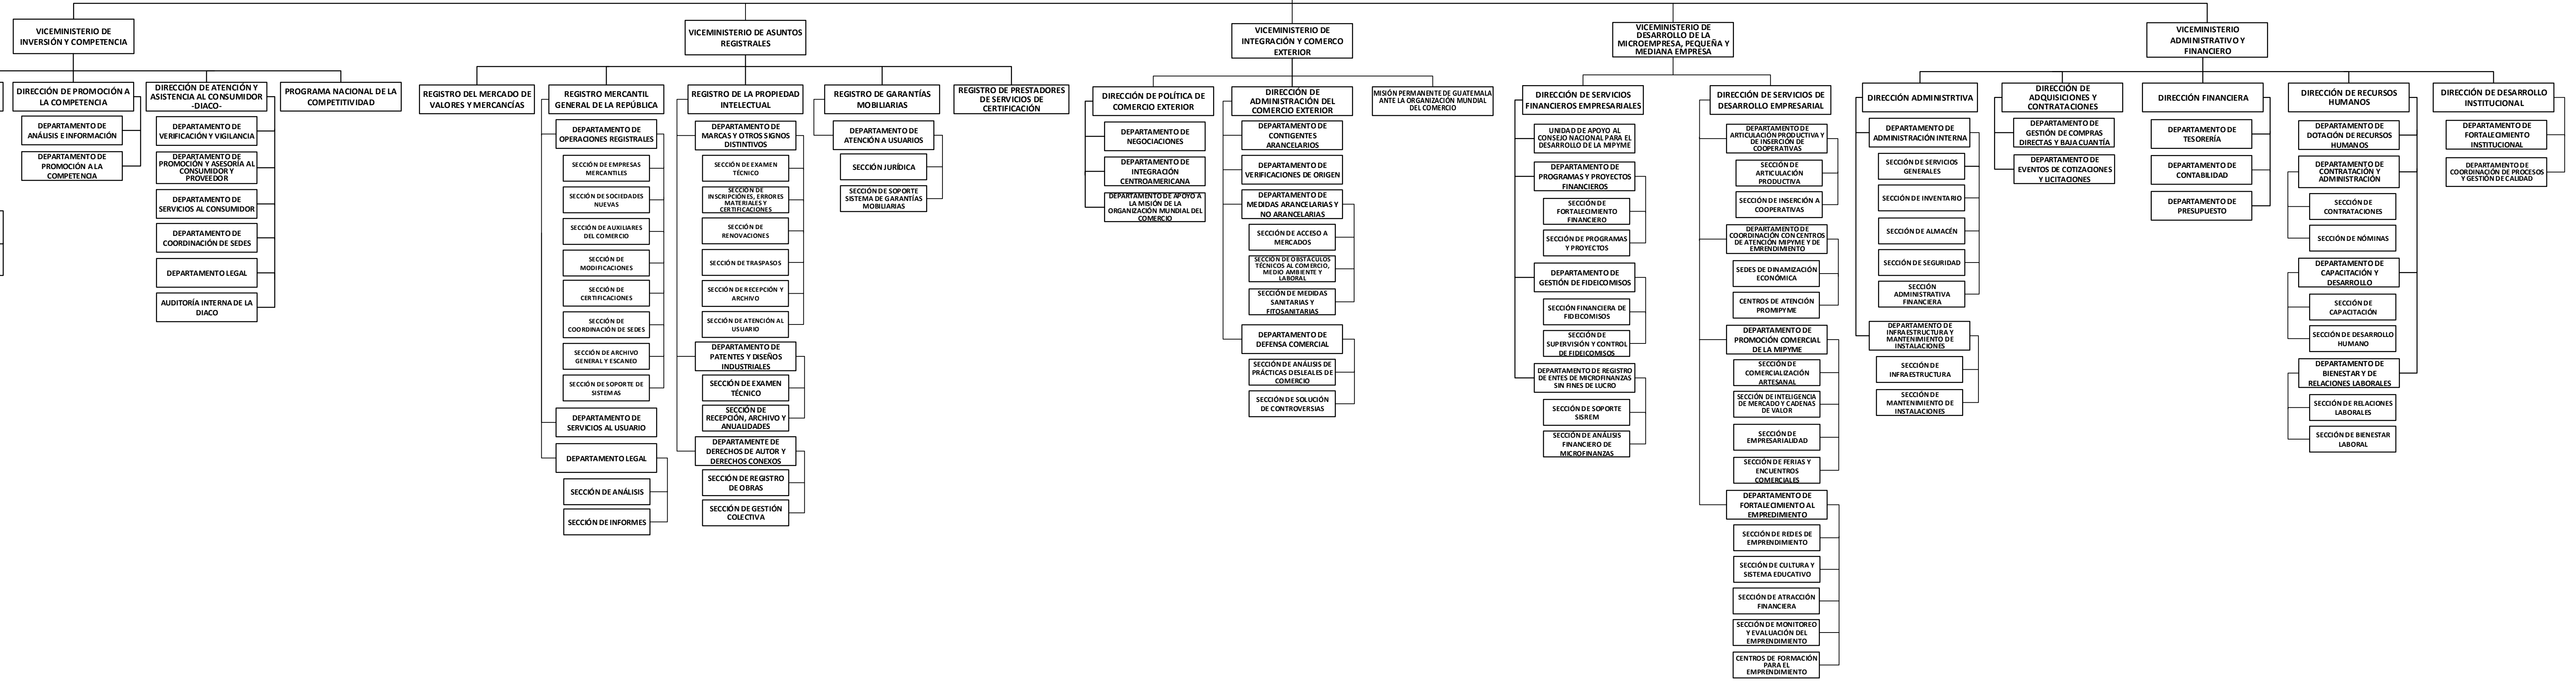 VICEMINISTERIO DE
INVERSIÓN Y COMPETENCIA
DIRECCIÓN DE PROMOCIÓN A
LA COMPETENCIA
DEPARTAMENTO DE
ANÁLISIS E INFORMACIÓN
DEPARTAMENTO DE
PROMOCIÓN A LA
COMPETENCIA
DIRECCIÓN DE ATENCIÓN Y
ASISTENCIA AL CONSUMIDOR
-DIACO-
DEPARTAMENTO DE
VERIFICACIÓN Y VIGILANCIA
DEPARTAMENTO DE
PROMOCIÓN Y ASESORÍA AL
CONSUMIDOR Y
PROVEEDOR
DEPARTAMENTO DE
SERVICIOS AL CONSUMIDOR
DEPARTAMENTO DE
COORDINACIÓN DE SEDES
DEPARTAMENTO LEGAL
AUDITORÍA INTERNA DE LA
DIACO
PROGRAMA NACIONAL DE LA
COMPETITIVIDAD
VICEMINISTERIO DE ASUNTOS
REGISTRALES
REGISTRO DEL MERCADO DE
VALORES Y MERCANCÍAS
REGISTRO MERCANTIL
GENERAL DE LA REPÚBLICA
DEPARTAMENTO DE
OPERACIONES REGISTRALES
SECCIÓN DE EMPRESAS
MERCANTILES
SECCIÓN DE SOCIEDADES
NUEVAS
SECCIÓN DE AUXILIARES
DEL COMERCIO
SECCIÓN DE
MODIFICACIONES
SECCIÓN DE
CERTIFICACIONES
SECCIÓN DE
COORDINACIÓN DE SEDES
SECCIÓN DE ARCHIVO
GENERAL Y ESCANEO
SECCIÓN DE SOPORTE DE
SISTEMAS
DEPARTAMENTO DE
SERVICIOS AL USUARIO
DEPARTAMENTO LEGAL
SECCIÓN DE ANÁLISIS
SECCIÓN DE INFORMES
REGISTRO DE LA PROPIEDAD
INTELECTUAL
DEPARTAMENTO DE
MARCAS Y OTROS SIGNOS
DISTINTIVOS
SECCIÓN DE EXAMEN
TÉCNICO
SECCIÓN DE
INSCRIPCIÓNES, ERRORES
MATERIALES Y
CERTIFICACIONES
SECCIÓN DE
RENOVACIONES
SECCIÓN DE TRASPASOS
SECCIÓN DE RECEPCIÓN Y
ARCHIVO
SECCIÓN DE ATENCIÓN AL
USUARIO
DEPARTAMENTO DE
PATENTES Y DISEÑOS
INDUSTRIALES
SECCIÓN DE EXAMEN
TÉCNICO
SECCIÓN DE
RECEPCIÓN, ARCHIVO Y
ANUALIDADES
DEPARTAMENTE DE
DERECHOS DE AUTOR Y
DERECHOS CONEXOS
SECCIÓN DE REGISTRO
DE OBRAS
SECCIÓN DE GESTIÓN
COLECTIVA
REGISTRO DE GARANTÍAS
MOBILIARIAS
DEPARTAMENTO DE
ATENCIÓN A USUARIOS
SECCIÓN JURÍDICA
SECCIÓN DE SOPORTE
SISTEMA DE GARANTÍAS
MOBILIARIAS
REGISTRO DE PRESTADORES
DE SERVICIOS DE
CERTIFICACIÓN
VICEMINISTERIO DE
INTEGRACIÓN Y COMERCO
EXTERIOR
DIRECCIÓN DE POLÍTICA DE
COMERCIO EXTERIOR
DEPARTAMENTO DE
NEGOCIACIONES
DEPARTAMENTO DE
INTEGRACIÓN
CENTROAMERICANA
DEPARTAMENTO DE APOYO A
LA MISIÓN DE LA
ORGANIZACIÓN MUNDIAL DEL
COMERCIO
DIRECCIÓN DE
ADMINISTRACIÓN DEL
COMERCIO EXTERIOR
DEPARTAMENTO DE
CONTIGENTES
ARANCELARIOS
DEPARTAMENTO DE
VERIFICACIONES DE ORIGEN
DEPARTAMENTO DE
MEDIDAS ARANCELARIAS Y
NO ARANCELARIAS
SECCIÓN DE ACCESO A
MERCADOS
SECCIÓN DE OBSTÁCULOS
TÉCNICOS AL COMERCIO,
MEDIO AMBIENTE Y
LABORAL
SECCIÓN DE MEDIDAS
SANITARIAS Y
FITOSANITARIAS
DEPARTAMENTO DE
DEFENSA COMERCIAL
SECCIÓN DE ANÁLISIS DE
PRÁCTICAS DESLEALES DE
COMERCIO
SECCIÓN DE SOLUCIÓN
DE CONTROVERSIAS
MISIÓN PERMANENTE DE GUATEMALA
ANTE LA ORGANIZACIÓN MUNDIAL
DEL COMERCIO
VICEMINISTERIO DE
DESARROLLO DE LA
MICROEMPRESA, PEQUEÑA Y
MEDIANA EMPRESA
DIRECCIÓN DE SERVICIOS
FINANCIEROS EMPRESARIALES
UNIDAD DE APOYO AL
CONSEJO NACIONAL PARA EL
DESARROLLO DE LA MIPYME
DEPARTAMENTO DE
PROGRAMAS Y PROYECTOS
FINANCIEROS
SECCIÓN DE
FORTALECIMIENTO
FINANCIERO
SECCIÓN DE PROGRAMAS
Y PROYECTOS
DEPARTAMENTO DE
GESTIÓN DE FIDEICOMISOS
SECCIÓN FINANCIERA DE
FIDEICOMISOS
SECCIÓN DE
SUPERVISIÓN Y CONTROL
DE FIDEICOMISOS
DEPARTAMENTO DE REGISTRO
DE ENTES DE MICROFINANZAS
SIN FINES DE LUCRO
SECCIÓN DE SOPORTE
SISREM
SECCIÓN DE ANÁLISIS
FINANCIERO DE
MICROFINANZAS
DIRECCIÓN DE SERVICIOS DE
DESARROLLO EMPRESARIAL
DEPARTAMENTO DE
ARTICULACIÓN PRODUCTIVA Y
DE INSERCIÓN DE
COOPERATIVAS
SECCIÓN DE
ARTICULACIÓN
PRODUCTIVA
SECCIÓN DE INSERCIÓN A
COOPERATIVAS
DEPARTAMENTO DE
COORDINACIÓN CON CENTROS
DE ATENCIÓN MIPYME Y DE
EMRENDIMIENTO
SEDES DE DINAMIZACIÓN
ECONÓMICA
CENTROS DE ATENCIÓN
PROMIPYME
DEPARTAMENTO DE
PROMOCIÓN COMERCIAL
DE LA MIPYME
SECCIÓN DE
COMERCIALIZACIÓN
ARTESANAL
SECCIÓN DE INTELIGENCIA
DE MERCADO Y CADENAS
DE VALOR
SECCIÓN DE
EMPRESARIALIDAD
SECCIÓN DE FERIAS Y
ENCUENTROS
COMERCIALES
DEPARTAMENTO DE
FORTALECIMIENTO AL
EMPREDIMIENTO
SECCIÓN DE REDES DE
EMPRENDIMIENTO
SECCIÓN DE CULTURA Y
SISTEMA EDUCATIVO
SECCIÓN DE ATRACCIÓN
FINANCIERA
SECCIÓN DE MONITOREO
Y EVALUACIÓN DEL
EMPRENDIMIENTO
CENTROS DE FORMACIÓN
PARA EL
EMPRENDIMIENTO
VICEMINISTERIO
ADMINISTRATIVO Y
FINANCIERO
DIRECCIÓN ADMINISTRTIVA
DEPARTAMENTO DE
ADMINISTRACIÓN INTERNA
SECCIÓN DE SERVICIOS
GENERALES
SECCIÓN DE INVENTARIO
SECCIÓN DE ALMACÉN
SECCIÓN DE SEGURIDAD
SECCIÓN
ADMINISTRATIVA
FINANCIERA
DEPARTAMENTO DE
INFRAESTRUCTURA Y
MANTENIMIENTO DE
INSTALACIONES
SECCIÓN DE
INFRAESTRUCTURA
SECCIÓN DE
MANTENIMIENTO DE
INSTALACIONES
DIRECCIÓN DE
ADQUISICIONES Y
CONTRATACIONES
DEPARTAMENTO DE
GESTIÓN DE COMPRAS
DIRECTAS Y BAJA CUANTÍA
DEPARTAMENTO DE
EVENTOS DE COTIZACIONES
Y LICITACIONES
DIRECCIÓN FINANCIERA
DEPARTAMENTO DE
TESORERÍA
DEPARTAMENTO DE
CONTABILIDAD
DEPARTAMENTO DE
PRESUPUESTO
DIRECCIÓN DE RECURSOS
HUMANOS
DEPARTAMENTO DE
DOTACIÓN DE RECURSOS
HUMANOS
DEPARTAMENTO DE
CONTRATACIÓN Y
ADMINISTRACIÓN
SECCIÓN DE
CONTRATACIONES
SECCIÓN DE NÓMINAS
DEPARTAMENTO DE
CAPACITACIÓN Y
DESARROLLO
SECCIÓN DE
CAPACITACIÓN
SECCIÓN DE DESARROLLO
HUMANO
DEPARTAMENTO DE
BIENESTAR Y DE
RELACIONES LABORALES
SECCIÓN DE RELACIONES
LABORALES
SECCIÓN DE BIENESTAR
LABORAL
DIRECCIÓN DE DESARROLLO
INSTITUCIONAL
DEPARTAMENTO DE
FORTALECIMIENTO
INSTITUCIONAL
DEPARTAMENTO DE
COORDINACIÓN DE PROCESOS
Y GESTIÓN DE CALIDAD